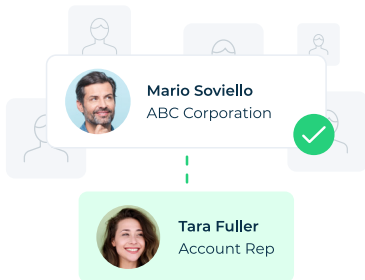 Mario Soviello
ABC Corporation
Tara Fuller
Account Rep